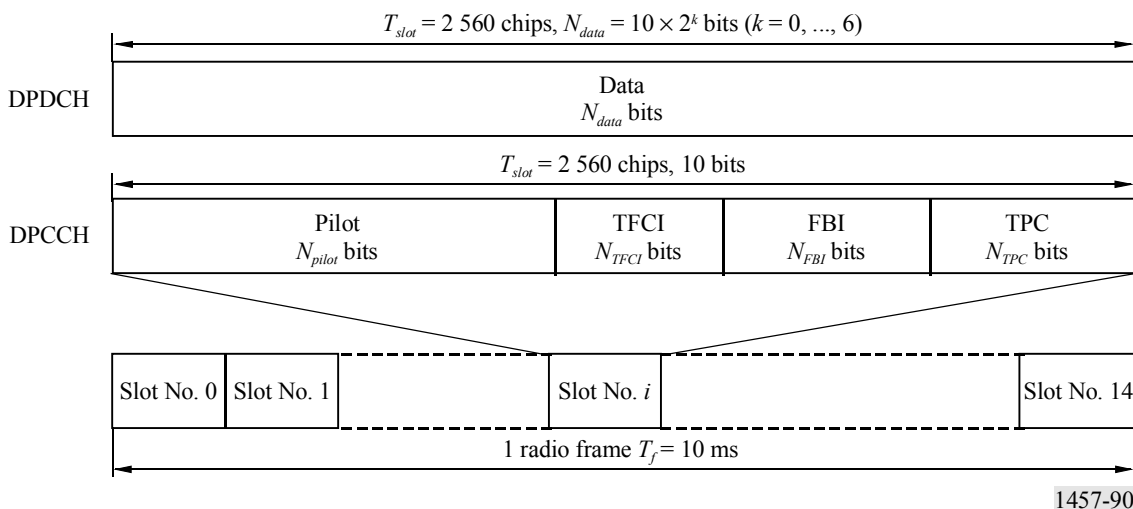 T_slot = 2 560 chips, N_data = 10 × 2^k bits (k = 0, ..., 6)
DPDCH
Data
N_data bits
T_slot = 2 560 chips, 10 bits
DPCCH
Pilot
N_pilot bits
TFCI
N_TFCI bits
FBI
N_FBI bits
TPC
N_TPC bits
Slot No. 0
Slot No. 1
Slot No. i
Slot No. 14
1 radio frame T_f = 10 ms
1457-90